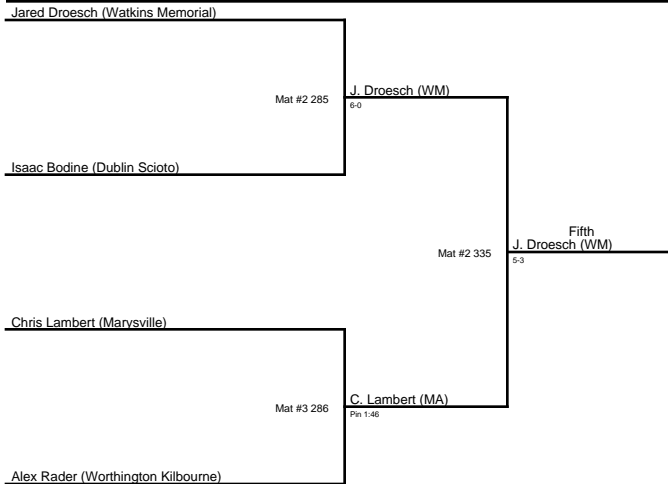 Jared Droesch (Watkins Memorial)
Mat #2 285
J. Droesch (WM)
6-0
Isaac Bodine (Dublin Scioto)
Mat #2 335
Fifth
J. Droesch (WM)
5-3
Chris Lambert (Marysville)
Mat #3 286
C. Lambert (MA)
Pin 1:46
Alex Rader (Worthington Kilbourne)